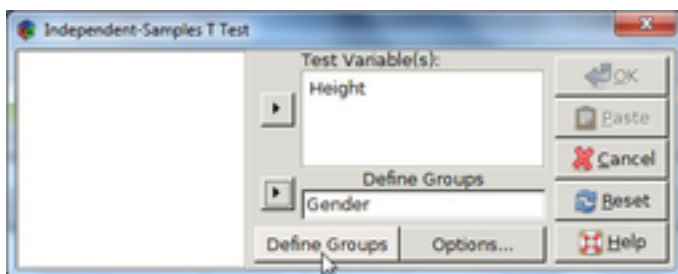 Independent-Samples T Test
Test Variable(s):
Height
Define Groups
Gender
Define Groups
Options...
OK
Paste
Cancel
Reset
Help